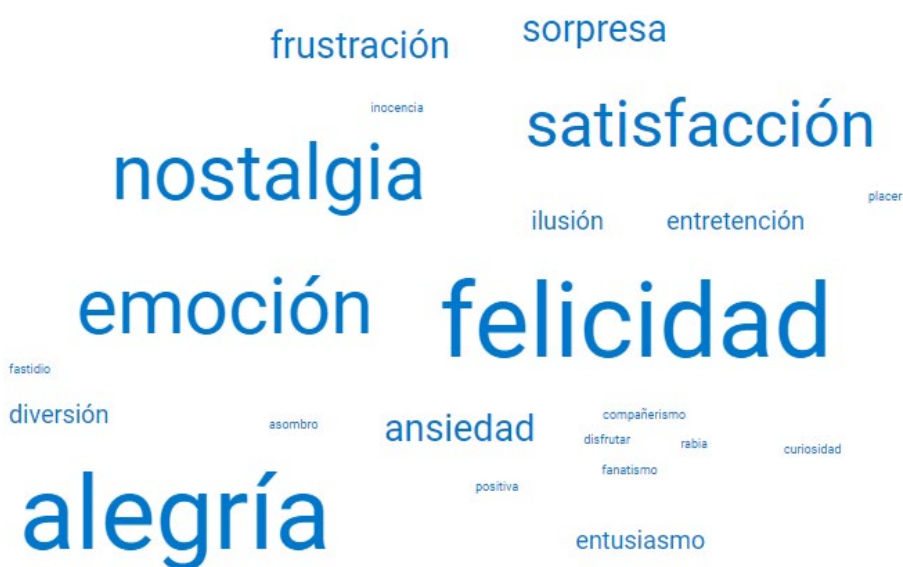 sorpresa
frustración
inocencia
satisfacción
nostalgia
placer
ilusión
entretención
emoción
felicidad
fastidio
diversión
compañerismo
asombro
ansiedad
disfrutar
rabia
curiosidad
fanatismo
positiva
alegría
entusiasmo